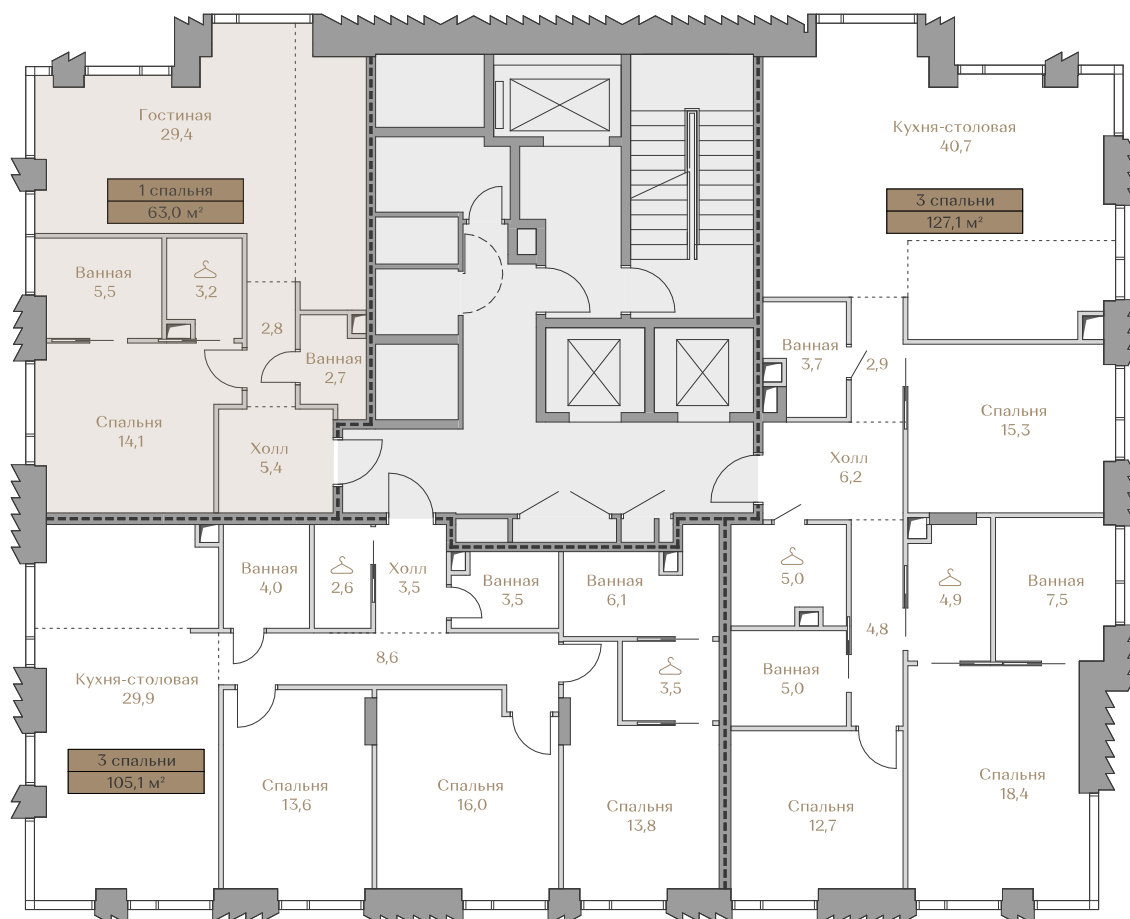 Гостиная
29,4
1 спальня
63,0 м²
Ванная
5,5
3,2
2,8
Ванная
2,7
Спальня
14,1
Холл
5,4
Кухня-столовая
40,7
3 спальни
127,1 м²
Ванная
3,7
2,9
Спальня
15,3
Холл
6,2
5,0
4,9
Ванная
7,5
4,8
Ванная
5,0
Спальня
12,7
Спальня
18,4
Ванная
4,0
2,6
Холл
3,5
Ванная
3,5
Ванная
6,1
8,6
3,5
Кухня-столовая
29,9
3 спальни
105,1 м²
Спальня
13,6
Спальня
16,0
Спальня
13,8